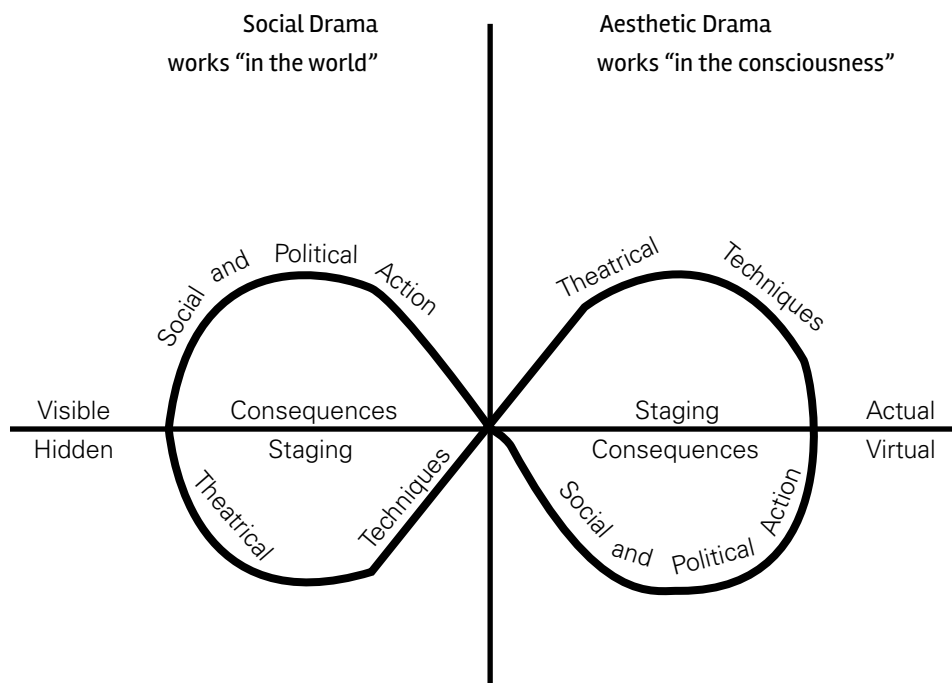 Social Drama
works “in the world”
Aesthetic Drama
works “in the consciousness”
Social and Political Action
Theatrical Techniques
Visible
Consequences
Staging
Actual
Hidden
Staging
Consequences
Virtual
Theatrical Techniques
Social and Political Action